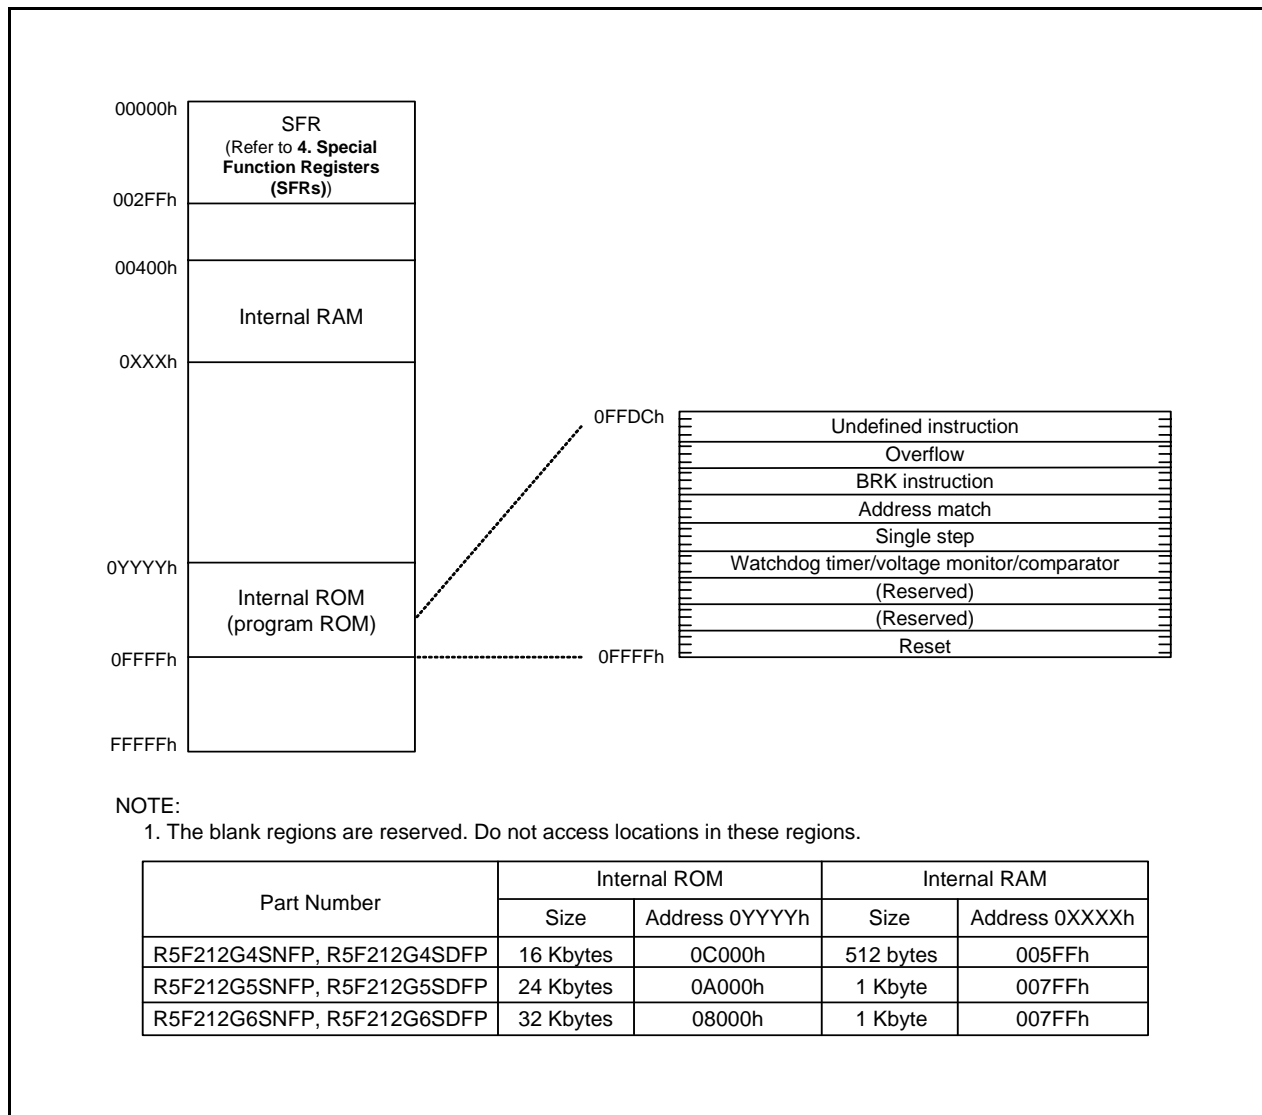 00000h
SFR
(Refer to 4. Special
Function Registers
(SFRs))
002FFh
00400h
Internal RAM
0XXXh
0YYYYh
Internal ROM
(program ROM)
0FFFFh
FFFFFh
0FFDCh
Undefined instruction
Overflow
BRK instruction
Address match
Single step
Watchdog timer/voltage monitor/comparator
(Reserved)
(Reserved)
Reset
0FFFFh
NOTE:
1. The blank regions are reserved. Do not access locations in these regions.
Part Number Internal ROM Internal RAM
Size Address 0YYYYh Size Address 0XXXXh
R5F212G4SNFP, R5F212G4SDFP 16 Kbytes 0C000h 512 bytes 005FFh
R5F212G5SNFP, R5F212G5SDFP 24 Kbytes 0A000h 1 Kbyte 007FFh
R5F212G6SNFP, R5F212G6SDFP 32 Kbytes 08000h 1 Kbyte 007FFh